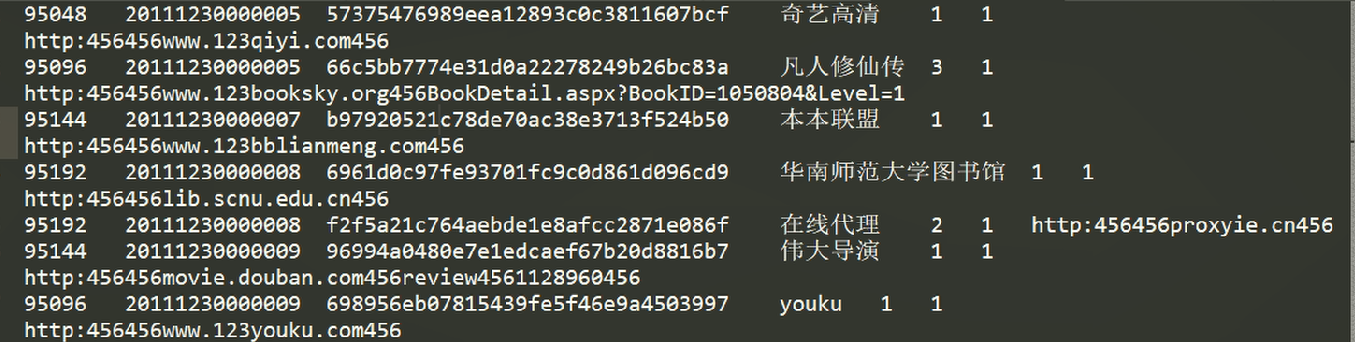 95048 20111230000005 57375476989eea12893c0c3811607bcf 奇艺高清 1 1
http:456456www.123qiyi.com456
95096 20111230000005 66c5bb7774e31d0a22278249b26bc83a 凡人修仙传 3 1
http:456456www.123booksky.org456BookDetail.aspx?BookID=1050804&Level=1
95144 20111230000007 b97920521c78de70ac38e3713f524b50 本本联盟 1 1
http:456456www.123bblianmeng.com456
95192 20111230000008 6961d0c97fe93701fc9c0d861d096cd9 华南师范大学图书馆 1 1
http:456456lib.scnu.edu.cn456
95192 20111230000008 f2f5a21c764aebde1e8afcc2871e086f 在线代理 2 1 http:456456proxyie.cn456
95144 20111230000009 96994a0480e7e1edcaef67b20d8816b7 伟大导演 1 1
http:456456movie.douban.com456review4561128960456
95096 20111230000009 698956eb07815439fe5f46e9a4503997 youku 1 1
http:456456www.123youku.com456